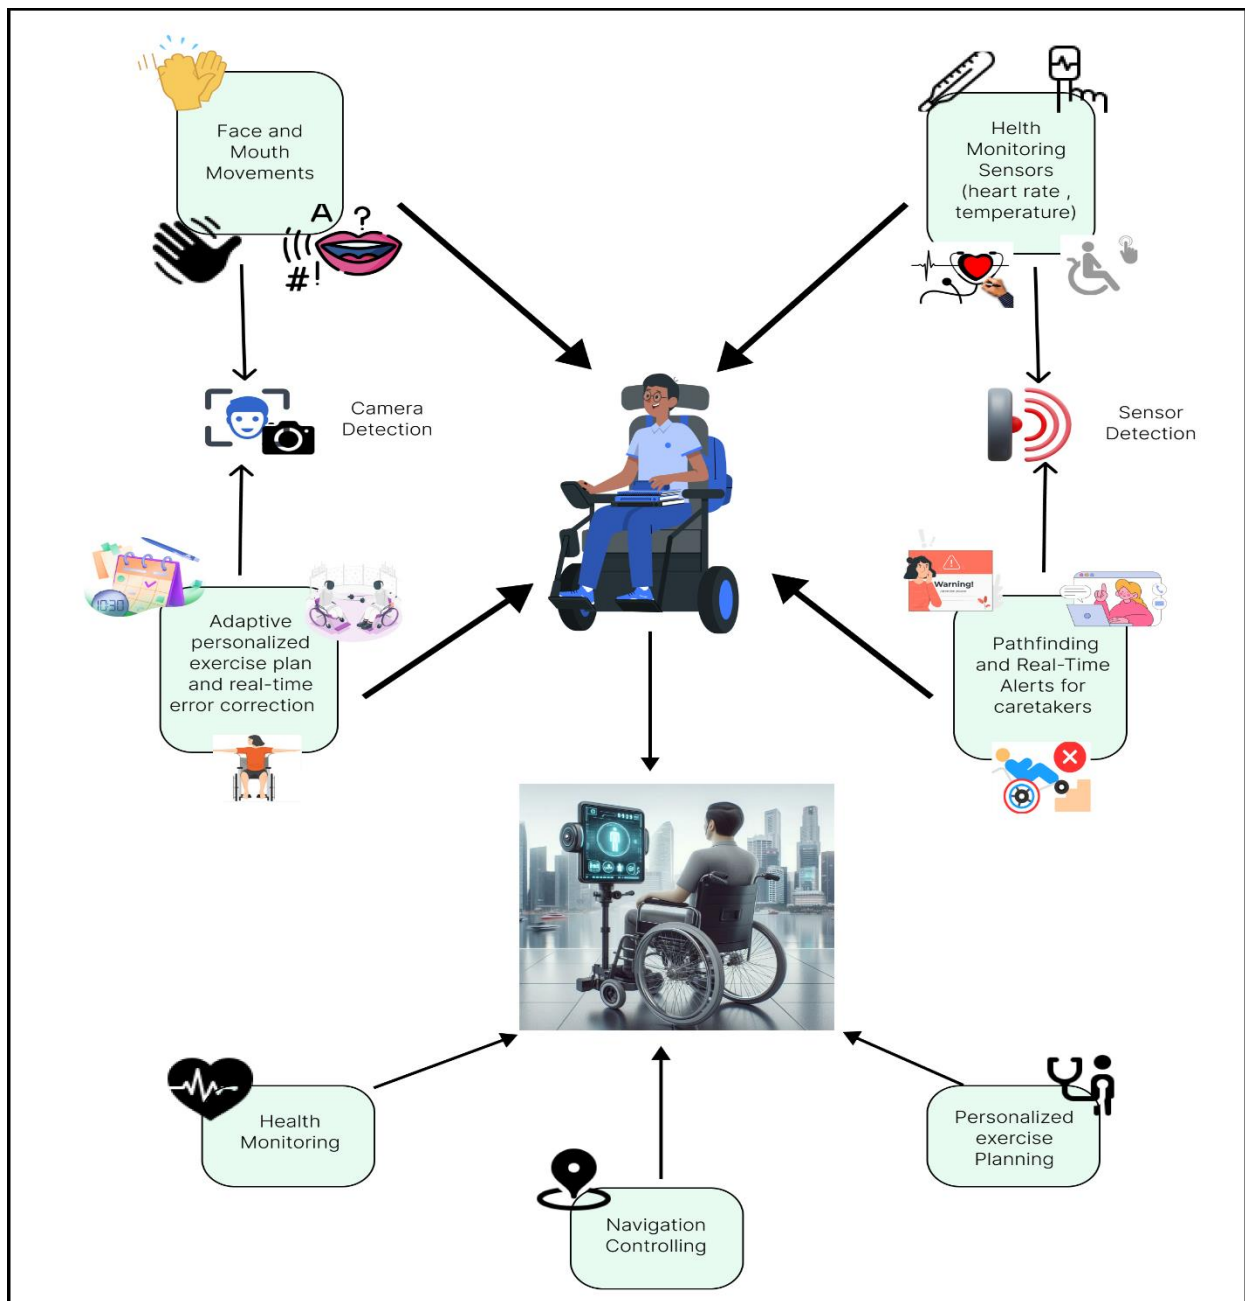 Face and
Mouth
Movements
A ?
#!
Helth
Monitoring
Sensors
(heart rate ,
temperature)
Camera
Detection
Sensor
Detection
10:30
Adaptive
personalized
exercise plan
and real-time
error correction
Warning!
Pathfinding
and Real-Time
Alerts for
caretakers
Health
Monitoring
Personalized
exercise
Planning
Navigation
Controlling